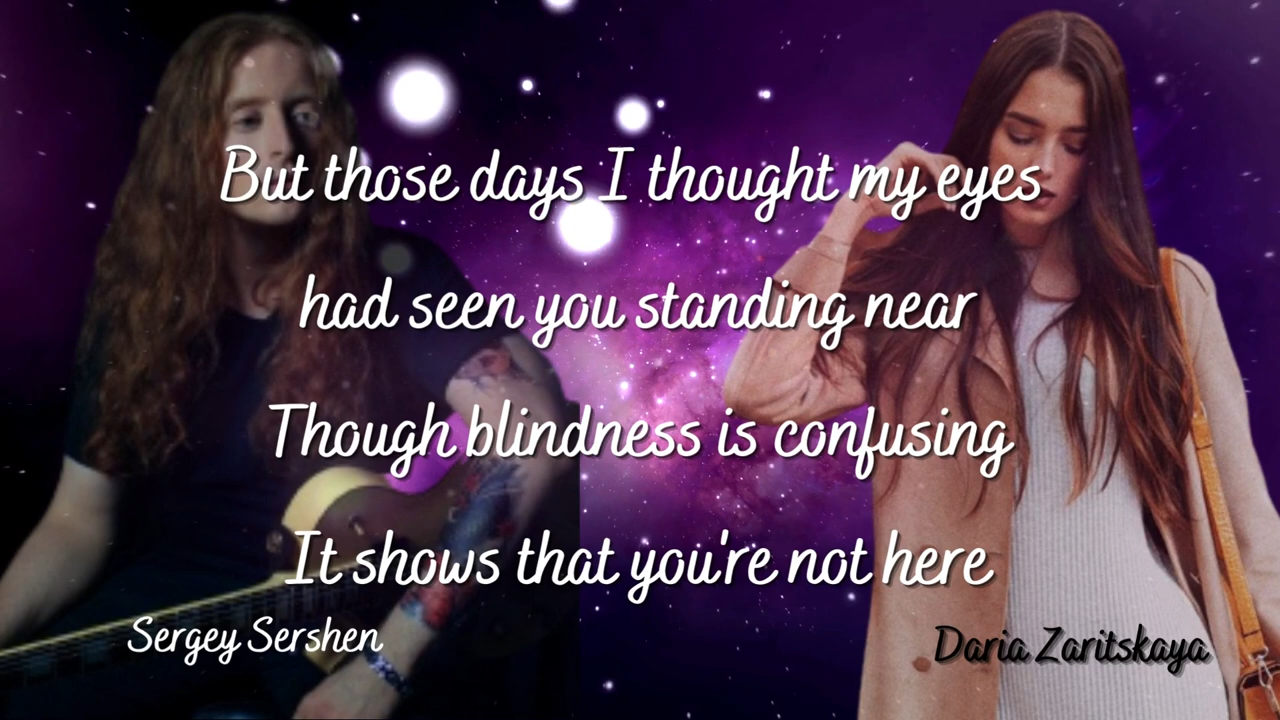 But those days I thought my eyes
had seen you standing near
Though blindness is confusing
It shows that you're not here
Sergey Sershen
Daria Zaritskaya